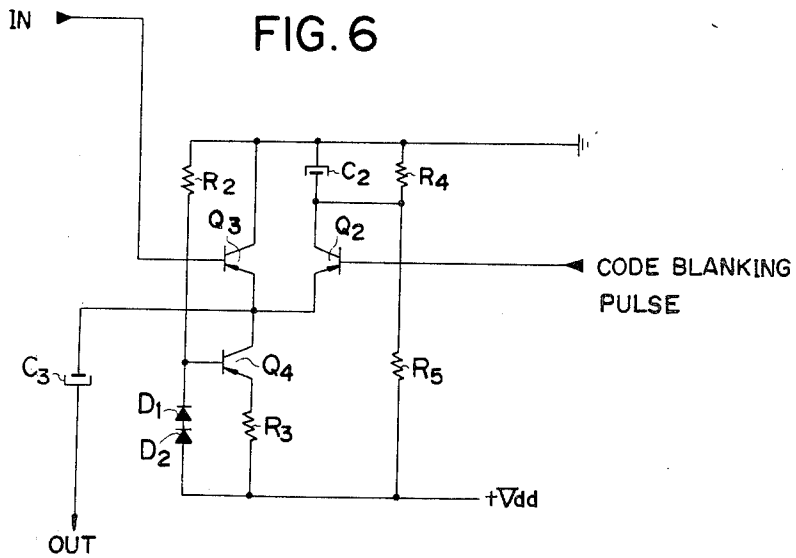 IN
FIG. 6
R2
C2
R4
Q3
Q2
CODE BLANKING
PULSE
C3
Q4
R5
D1
R3
D2
+Vdd
OUT